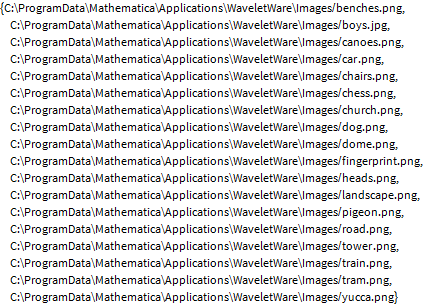 {C:\ProgramData\Mathematica\Applications\WaveletWare\Images/benches.png,
C:\ProgramData\Mathematica\Applications\WaveletWare\Images/boys.jpg,
C:\ProgramData\Mathematica\Applications\WaveletWare\Images/canoes.png,
C:\ProgramData\Mathematica\Applications\WaveletWare\Images/car.png,
C:\ProgramData\Mathematica\Applications\WaveletWare\Images/chairs.png,
C:\ProgramData\Mathematica\Applications\WaveletWare\Images/chess.png,
C:\ProgramData\Mathematica\Applications\WaveletWare\Images/church.png,
C:\ProgramData\Mathematica\Applications\WaveletWare\Images/dog.png,
C:\ProgramData\Mathematica\Applications\WaveletWare\Images/dome.png,
C:\ProgramData\Mathematica\Applications\WaveletWare\Images/fingerprint.png,
C:\ProgramData\Mathematica\Applications\WaveletWare\Images/heads.png,
C:\ProgramData\Mathematica\Applications\WaveletWare\Images/landscape.png,
C:\ProgramData\Mathematica\Applications\WaveletWare\Images/pigeon.png,
C:\ProgramData\Mathematica\Applications\WaveletWare\Images/road.png,
C:\ProgramData\Mathematica\Applications\WaveletWare\Images/tower.png,
C:\ProgramData\Mathematica\Applications\WaveletWare\Images/train.png,
C:\ProgramData\Mathematica\Applications\WaveletWare\Images/tram.png,
C:\ProgramData\Mathematica\Applications\WaveletWare\Images/yucca.png}